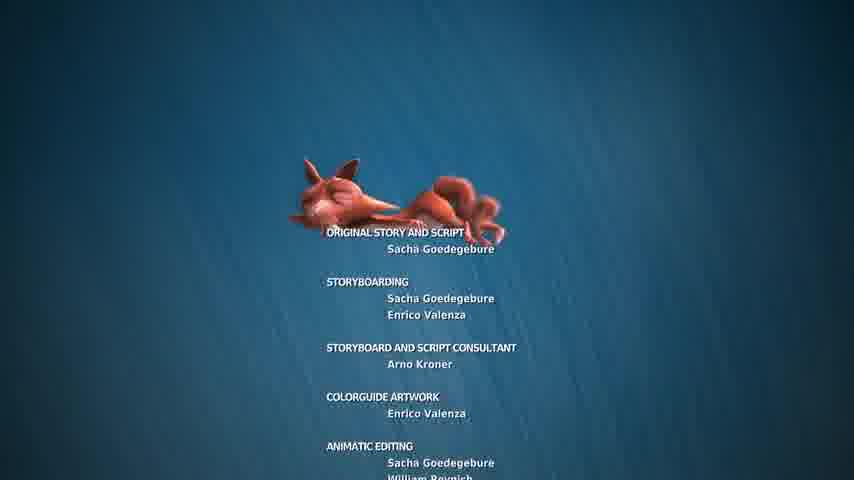 ORIGINAL STORY AND SCRIPT
Sacha Goedegebure
STORYBOARDING
Sacha Goedegebure
Enrico Valenza
STORYBOARD AND SCRIPT CONSULTANT
Arno Kroner
COLORGUIDE ARTWORK
Enrico Valenza
ANIMATIC EDITING
Sacha Goedegebure
William